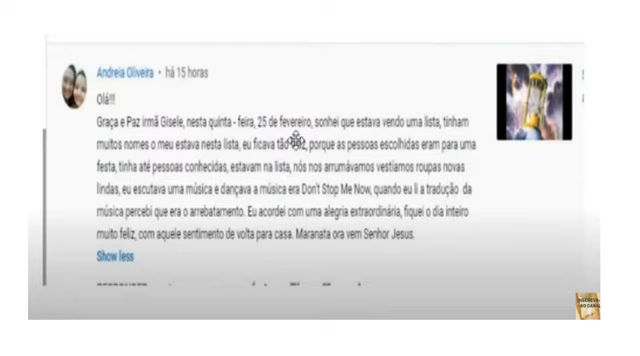 Andreia Oliveira • há 15 horas
Olá!!!
Graça e Paz irmã Gisele, nesta quinta - feira, 25 de fevereiro, sonhei que estava vendo uma lista, tinham
muitos nomes o meu estava nesta lista, eu ficava tão porque as pessoas escolhidas eram para uma
festa, tinha até pessoas conhecidas, estavam na lista, nós nos arrumávamos vestíamos roupas novas
lindas, eu escutava uma música e dançava a música era Don't Stop Me Now, quando eu li a tradução da
música percebi que era o arrebatamento. Eu acordei com uma alegria extraordinária, fiquei o dia inteiro
muito feliz, com aquele sentimento de volta para casa. Maranata ora vem Senhor Jesus.
Show less